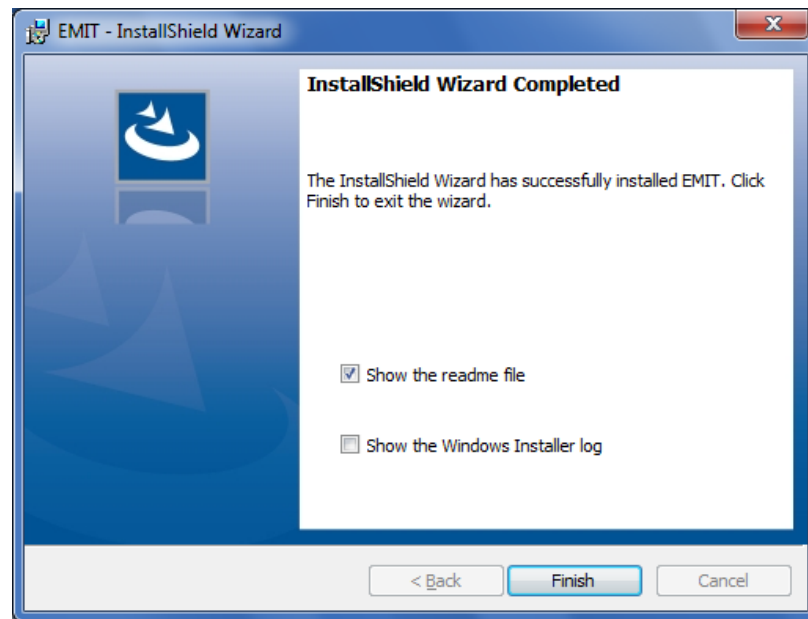 EMIT - InstallShield Wizard
InstallShield Wizard Completed
The InstallShield Wizard has successfully installed EMIT. Click
Finish to exit the wizard.
Show the readme file
Show the Windows Installer log
< Back
Finish
Cancel